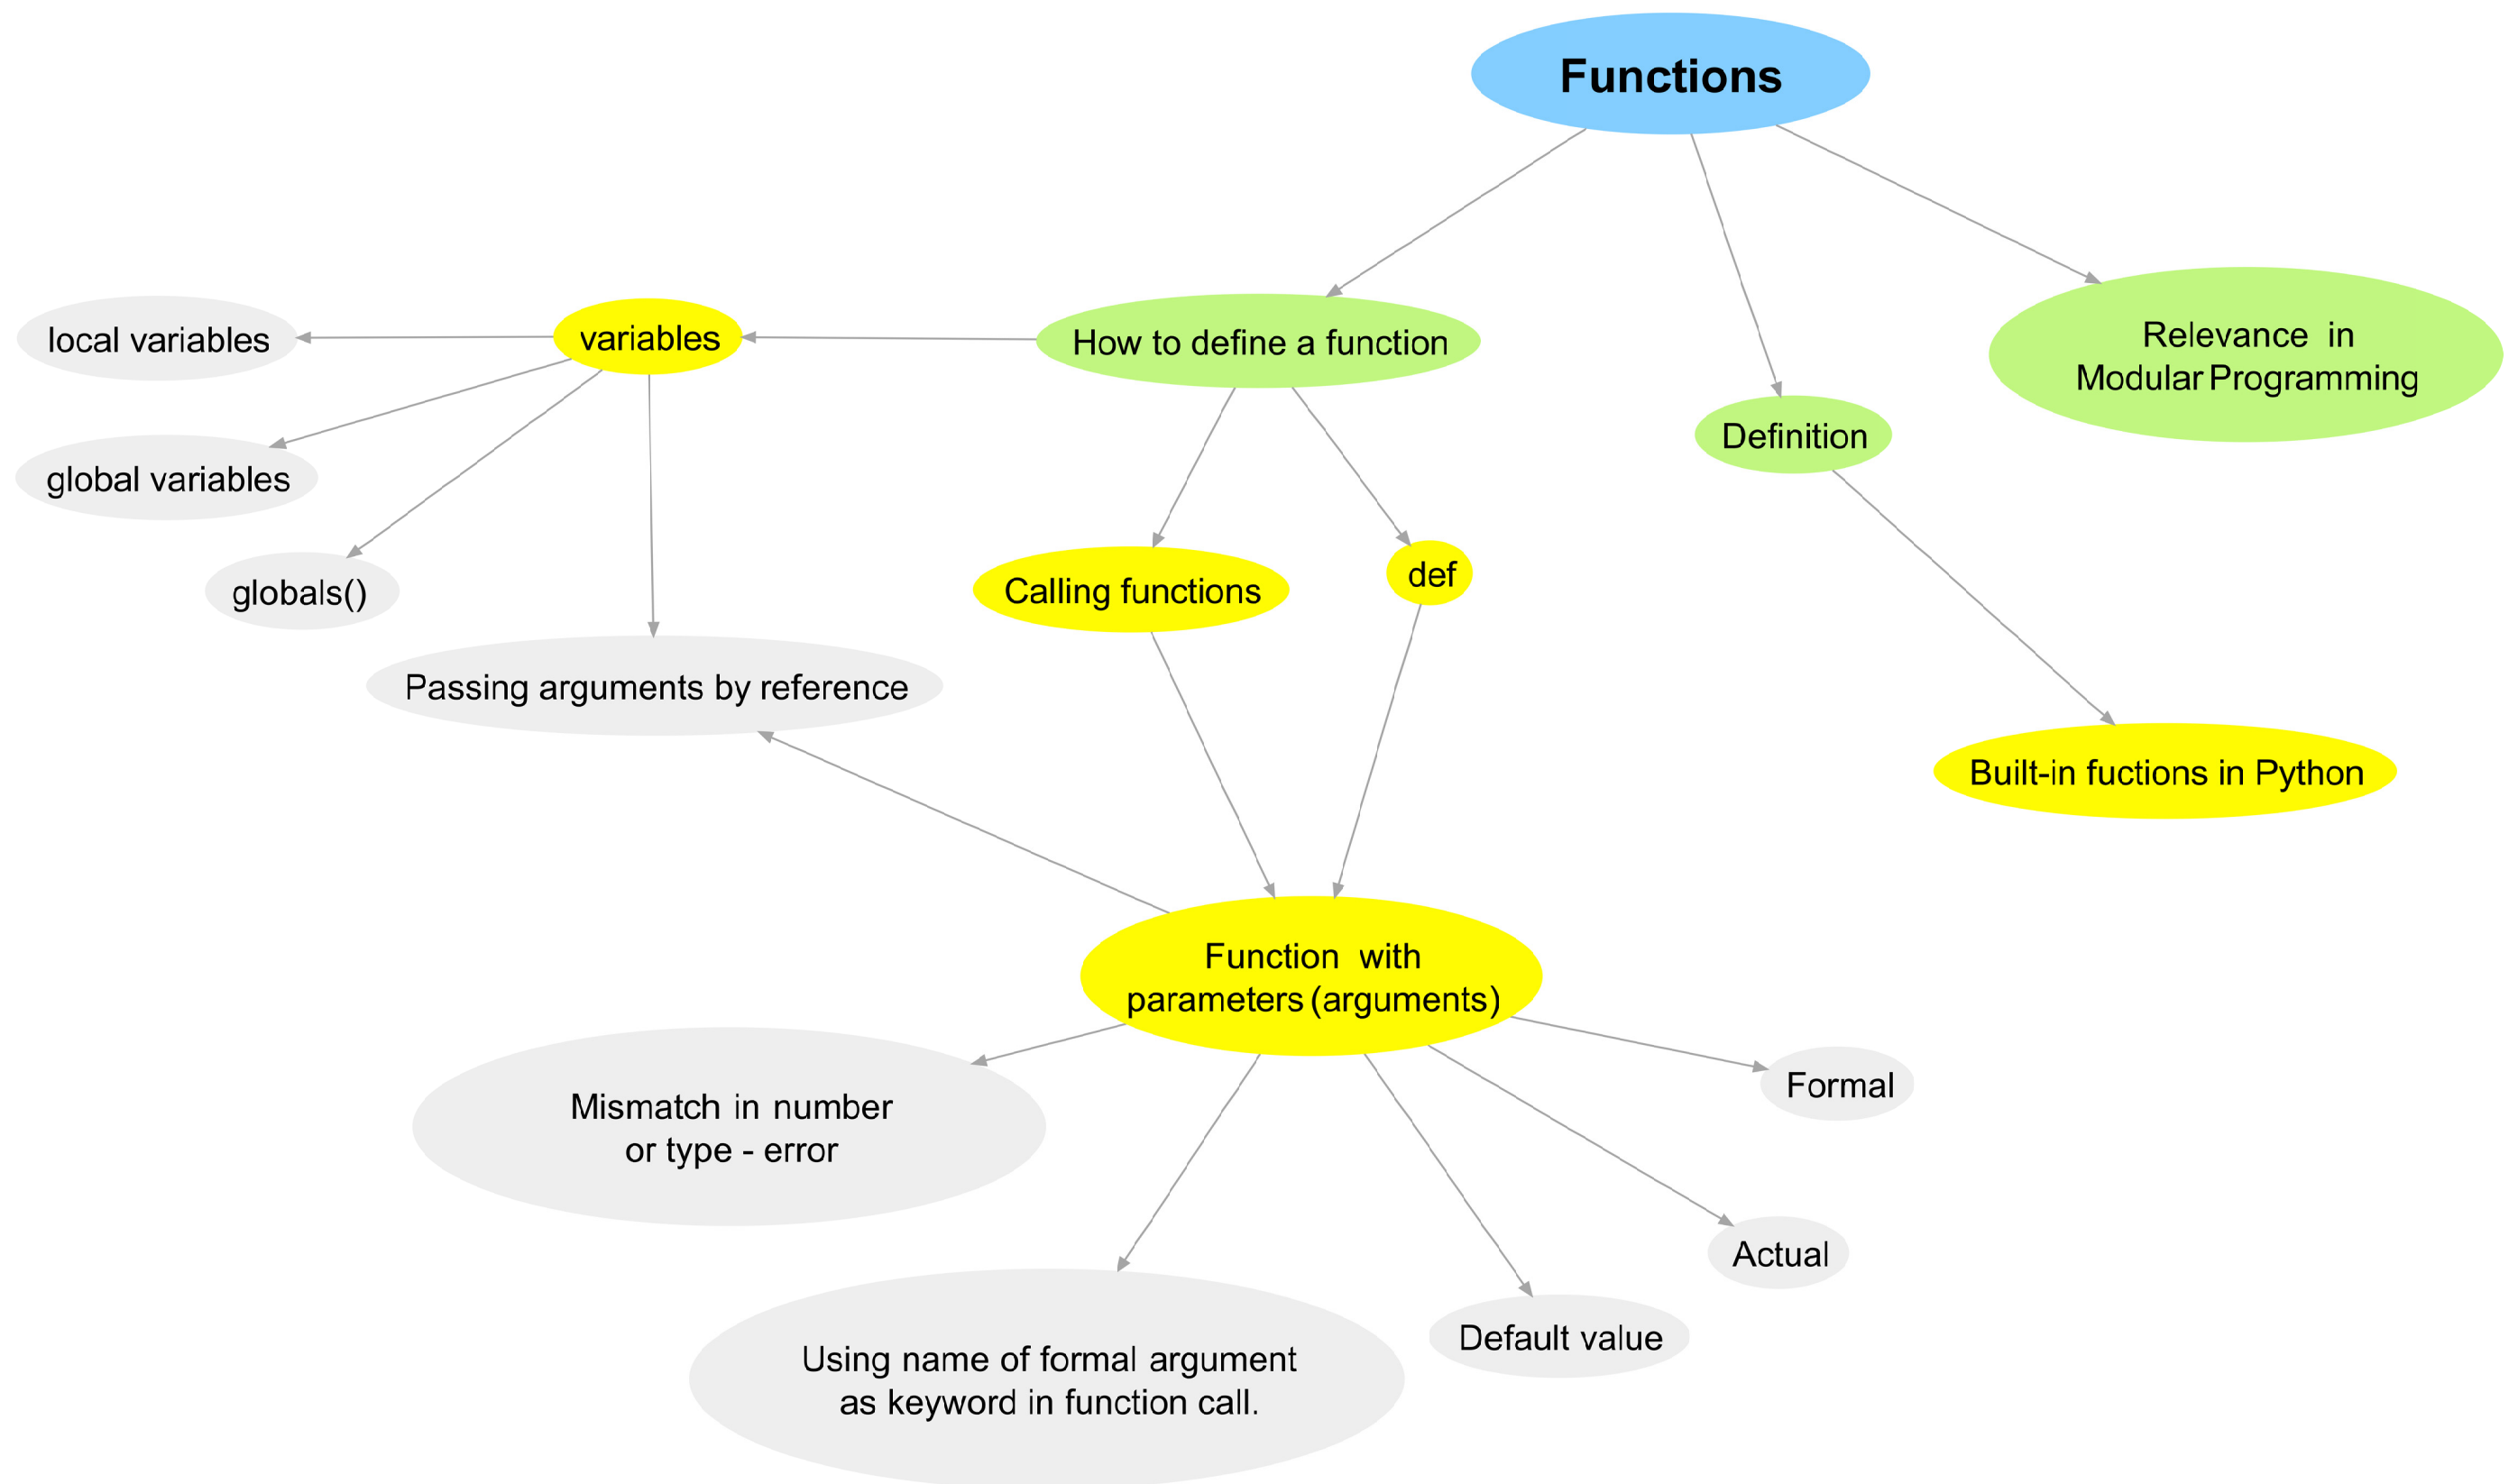 Functions
local variables
variables
How to define a function
Relevance in
Modular Programming
Definition
global variables
globals()
Calling functions
def
Passing arguments by reference
Built-in fuctions in Python
Function with
parameters (arguments)
Mismatch in number
or type - error
Formal
Actual
Default value
Using name of formal argument
as keyword in function call.